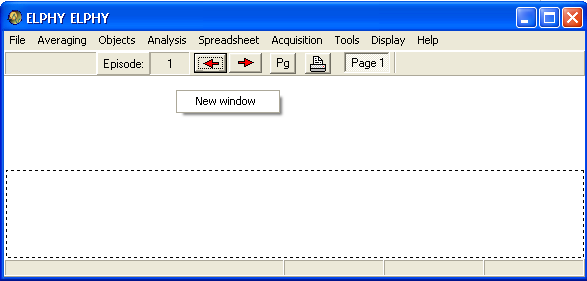 ELPHY ELPHY
File Averaging Objects Analysis Spreadsheet Acquisition Tools Display Help
Episode: 1 Pg Page 1
New window